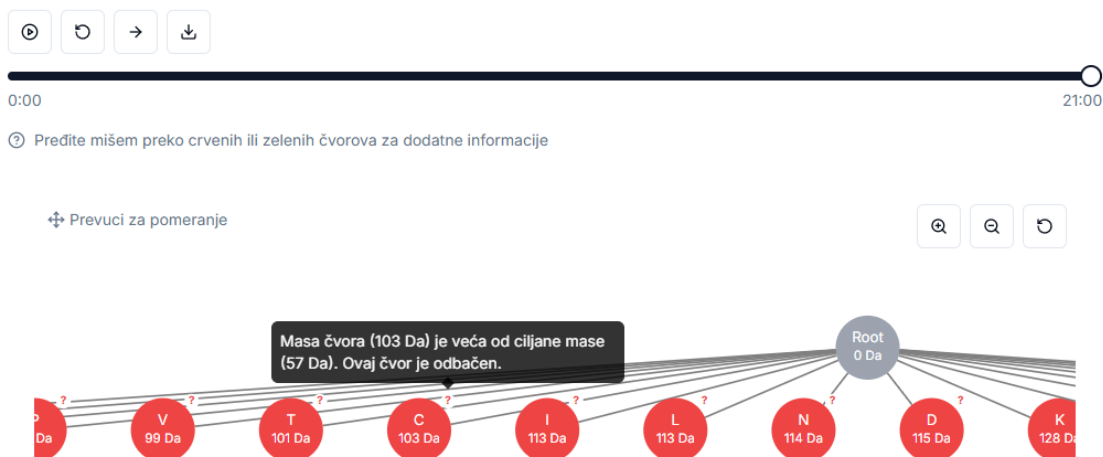 0:00
21:00
Pređite mišem preko crvenih ili zelenih čvorova za dodatne informacije
Prevuci za pomeranje
Masa čvora (103 Da) je veća od ciljane mase
(57 Da). Ovaj čvor je odbačen.
Root
0 Da
? ? ? ? ? ? ? ?
V T C I L N D K
Da 99 Da 101 Da 103 Da 113 Da 113 Da 114 Da 115 Da 128 Da